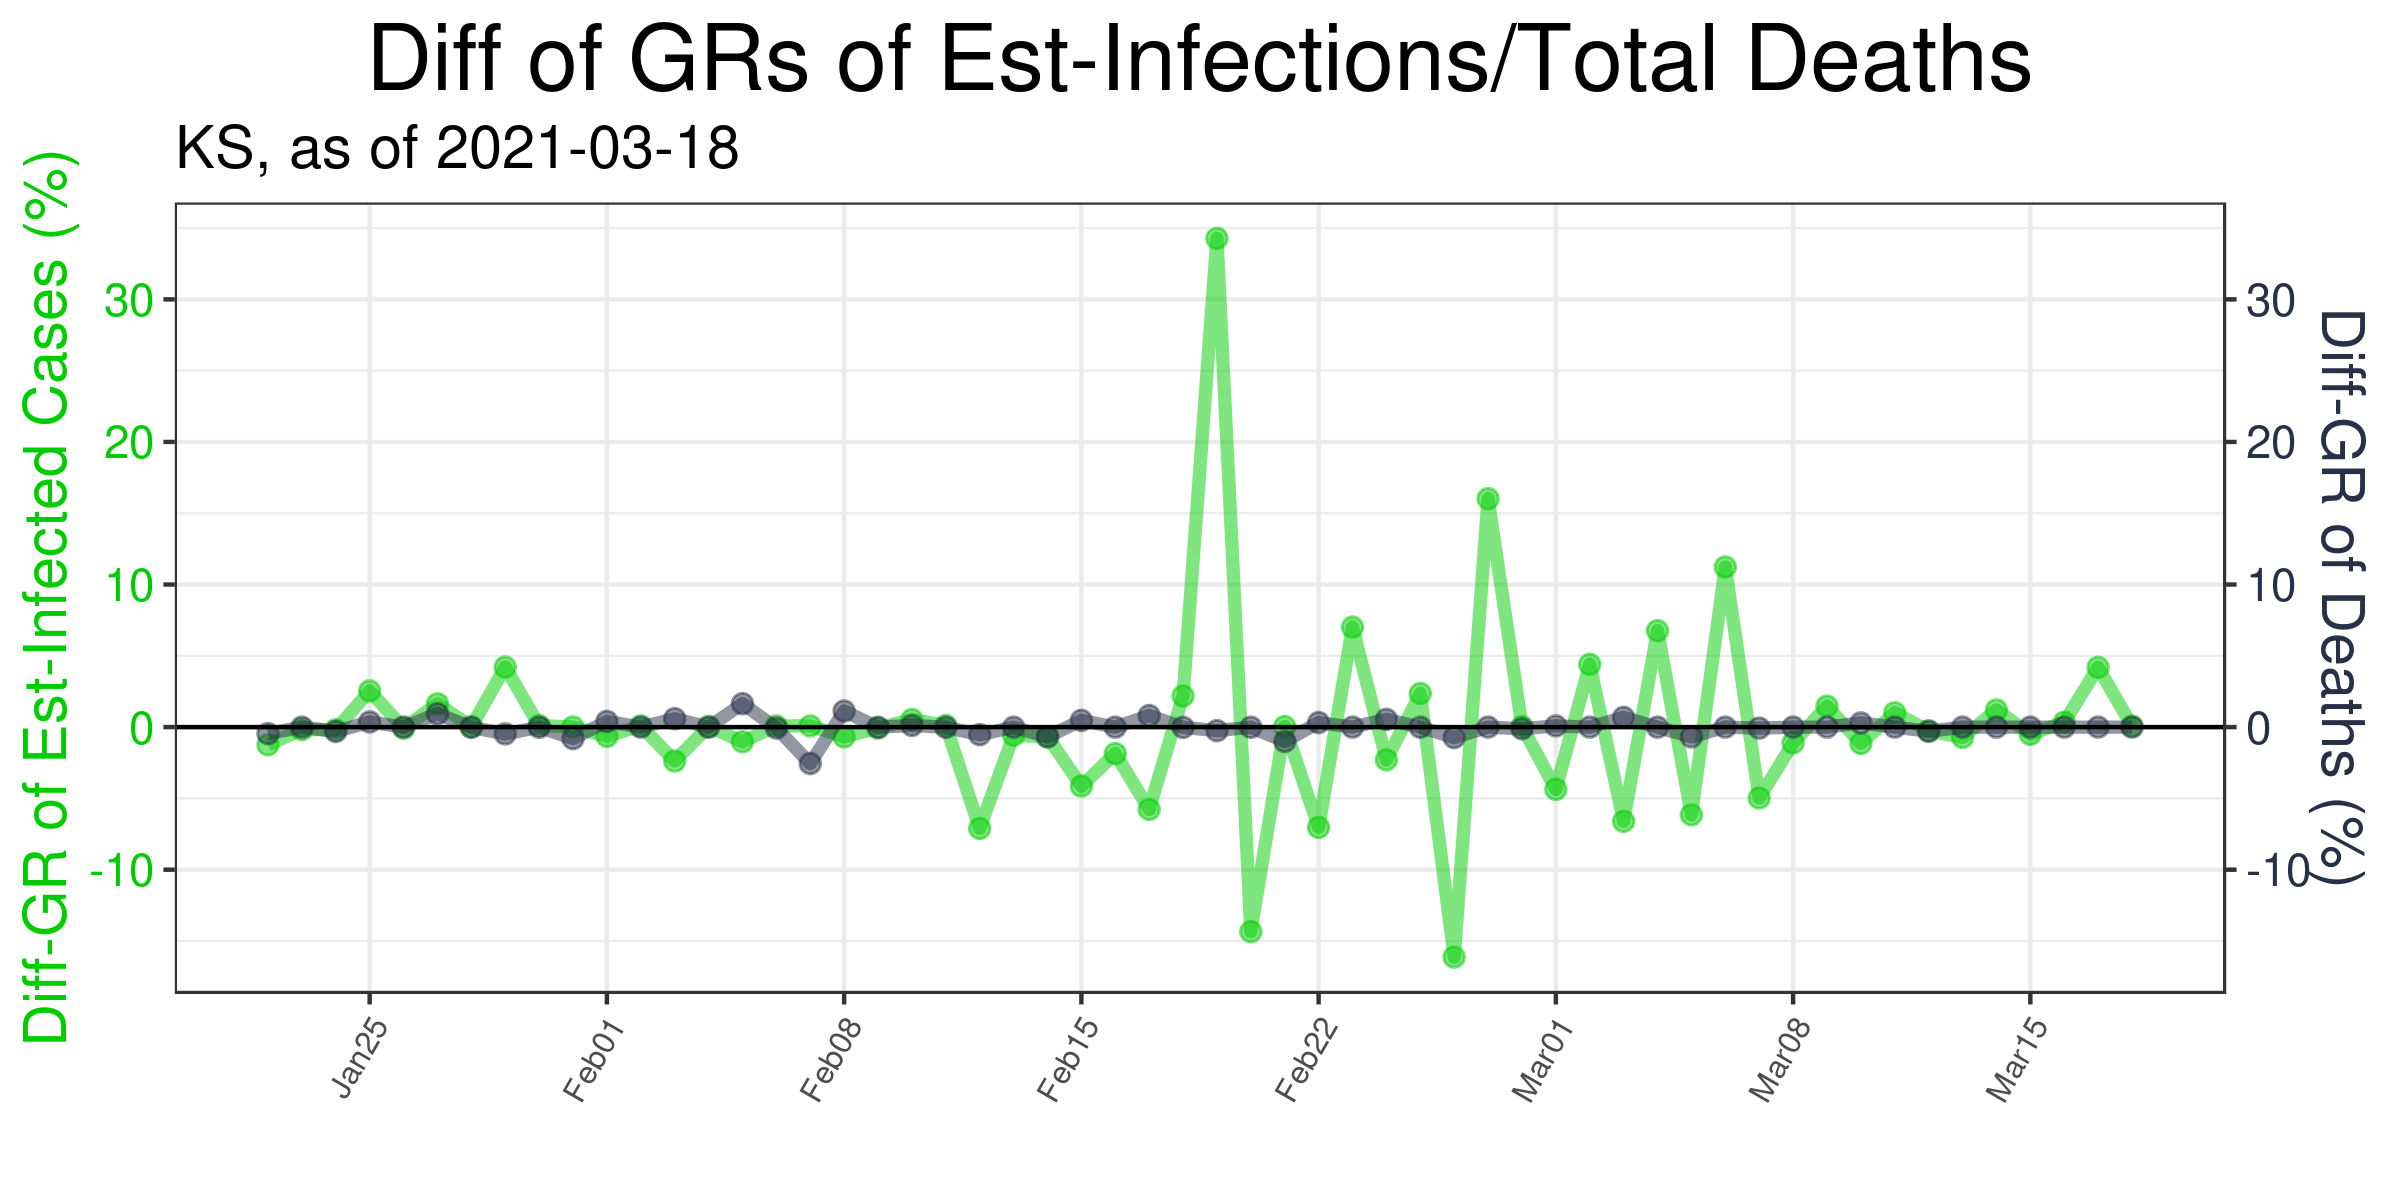 Diff of GRs of Est-Infections/Total Deaths
KS, as of 2021-03-18
Diff-GR of Est-Infected Cases (%)
30
20
10
0
-10
30
20
10
0
-10
Diff-GR of Deaths (%)
Jan25
Feb01
Feb08
Feb15
Feb22
Mar01
Mar08
Mar15